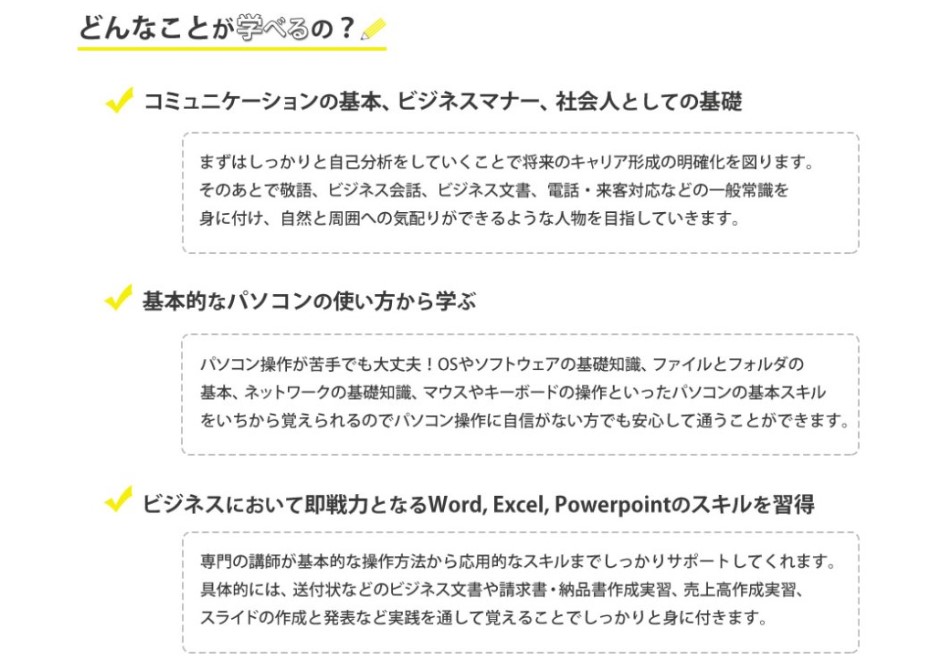 どんなことが学べるの？
コミュニケーションの基本、ビジネスマナー、社会人としての基礎
まずはしっかりと自己分析をしていくことで将来のキャリア形成の明確化を図ります。
そのあとで敬語、ビジネス会話、ビジネス文書、電話・来客対応などの一般常識を
身に付け、自然と周囲への気配りができるような人物を目指していきます。
基本的なパソコンの使い方から学ぶ
パソコン操作が苦手でも大丈夫！OSやソフトウェアの基礎知識、ファイルとフォルダの
基本、ネットワークの基礎知識、マウスやキーボードの操作といったパソコンの基本スキル
をいちから覚えられるのでパソコン操作に自信がない方でも安心して通うことができます。
ビジネスにおいて即戦力となるWord, Excel, Powerpointのスキルを習得
専門の講師が基本的な操作方法から応用的なスキルまでしっかりサポートしてくれます。
具体的には、送付状などのビジネス文書や請求書・納品書作成実習、売上高作成実習、
スライドの作成と発表など実践を通して覚えることでしっかりと身に付きます。